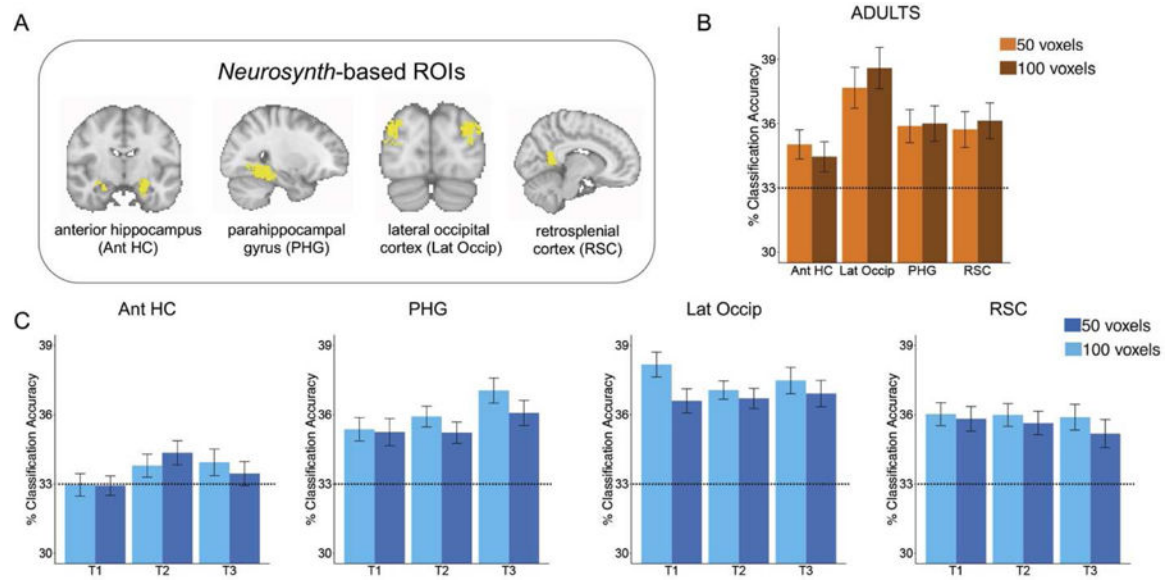 A
Neurosynth-based ROIs
anterior hippocampus
(Ant HC)
parahippocampal
gyrus (PHG)
lateral occipital
cortex (Lat Occip)
retrosplenial
cortex (RSC)
B
ADULTS
% Classification Accuracy
39
36
33
30
Ant HC
Lat Occip
PHG
RSC
50 voxels
100 voxels
C
Ant HC
% Classification Accuracy
39
36
33
30
T1
T2
T3
PHG
% Classification Accuracy
39
36
33
30
T1
T2
T3
Lat Occip
% Classification Accuracy
39
36
33
30
T1
T2
T3
RSC
% Classification Accuracy
39
36
33
30
T1
T2
T3
50 voxels
100 voxels